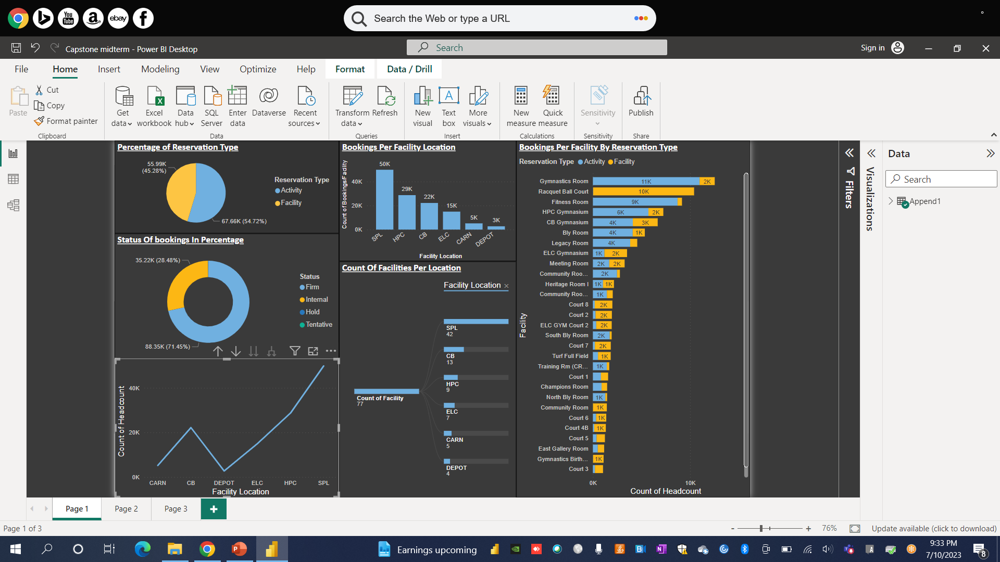 You
Tube
a
ebay
f
Search the Web or type a URL
Capstone midterm - Power BI Desktop
Search
Sign in
File
Home
Insert
Modeling
View
Optimize
Help
Format
Data / Drill
Paste
Cut
Copy
Format painter
Clipboard
Get data
Excel workbook
Data hub
SQL Server
Enter data
Dataverse
Recent sources
Data
Transform data
Refresh
Queries
New visual
Text box
More visuals
Insert
New measure
Quick measure
Calculations
Sensitivity
Sensitivity
Publish
Share
Percentage of Reservation Type
55.99K
(45.28%)
67.66K (54.72%)
Reservation Type
Activity
Facility
Status Of bookings In Percentage
35.22K (28.48%)
88.35K (71.45%)
Status
Firm
Internal
Hold
Tentative
Count of Headcount
40K
20K
0K
CARN
CB
DEPOT
ELC
HPC
SPL
Facility Location
Bookings Per Facility Location
Count of Bookings/Facility
40K
20K
0K
50K
29K
22K
15K
5K
3K
SPL
HPC
CB
ELC
CARN
DEPOT
Facility Location
Count Of Facilities Per Location
Facility Location
Count of Facility
77
SPL
42
CB
13
HPC
9
ELC
7
CARN
5
DEPOT
4
Bookings Per Facility By Reservation Type
Reservation Type Activity Facility
Facility
Gymnastics Room 11K 2K
Racquet Ball Court 10K
Fitness Room 9K
HPC Gymnasium 6K 2K
CB Gymnasium 4K 3K
Bly Room 4K 1K
Legacy Room 4K
ELC Gymnasium 1K 2K
Meeting Room 2K 2K
Community Roo... 2K
Heritage Room I 1K 1K
Community Roo... 1K
Court 8 2K
Court 2 2K
ELC GYM Court 2 2K
South Bly Room 2K
Court 7 2K
Turf Full Field 1K
Training Rm (CR... 1K
Court 1
Champions Room
North Bly Room 1K
Community Room 1K
Court 6 1K
Court 4B 1K
Court 5
East Gallery Room
Gymnastics Birth... 1K
Court 3
0K 10K
Count of Headcount
Filters
Visualizations
Data
Search
Append1
Page 1
Page 2
Page 3
Page 1 of 3
- + 76%
Update available (click to download)
Earnings upcoming
9:33 PM
7/10/2023
8